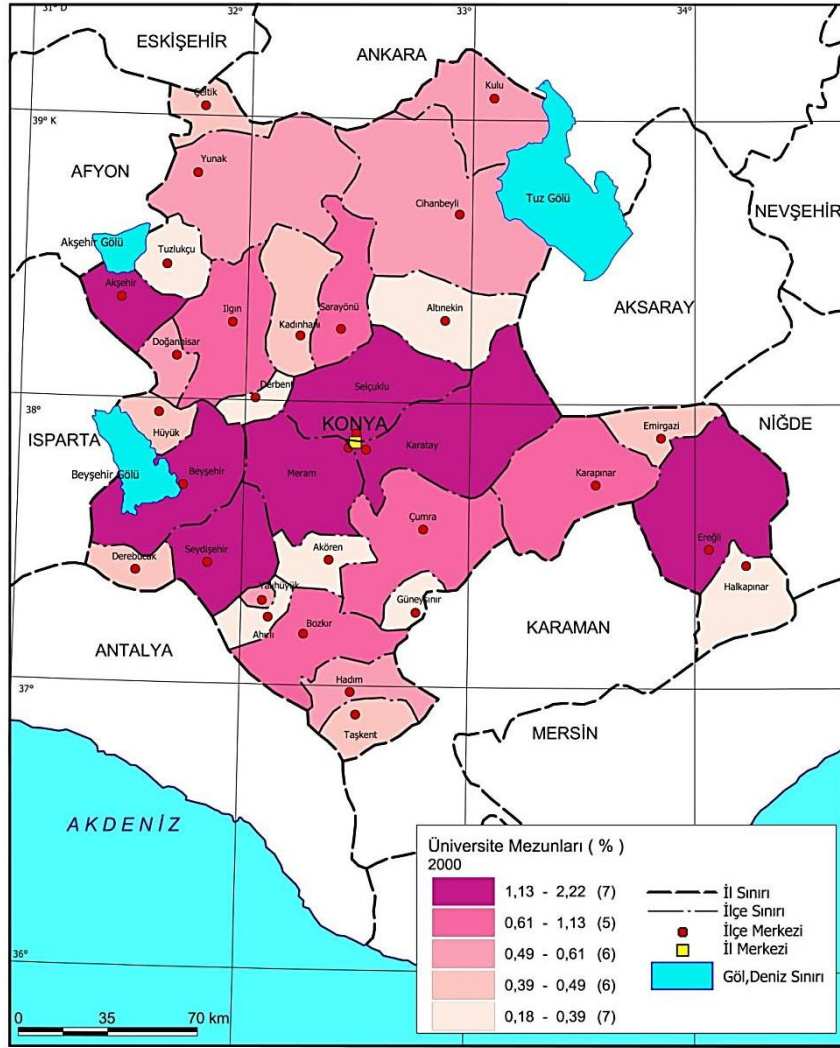 31° D
32°
33°
34°
ESKİŞEHİR
ANKARA
Çeltik
Kulu
39° K
Yunak
AFYON
Cihanbeyli
Tuz Gölü
NEVŞEHİR
Akşehir Gölü
Tuzlukçu
Akşehir
Ilgın
Sarayönü
Altınekin
AKSARAY
Kadınhanı
Doğanhisar
Derbent
Selçuklu
38°
Hüyük
KONYA
Emirgazi
NİĞDE
ISPARTA
Karatay
Beyşehir Gölü
Beyşehir
Meram
Karapınar
Çumra
Derebucak
Seydişehir
Akören
Ereğli
Halkapınar
Yalıhüyük
Güneysınır
Ahırlı
Bozkır
KARAMAN
ANTALYA
37°
Hadım
Taşkent
MERSİN
AKDENİZ
Üniversite Mezunları ( % )
2000
1,13 - 2,22 (7)
0,61 - 1,13 (5)
0,49 - 0,61 (6)
0,39 - 0,49 (6)
0,18 - 0,39 (7)
İl Sınırı
İlçe Sınırı
İlçe Merkezi
İl Merkezi
Göl,Deniz Sınırı
36°
0 35 70 km